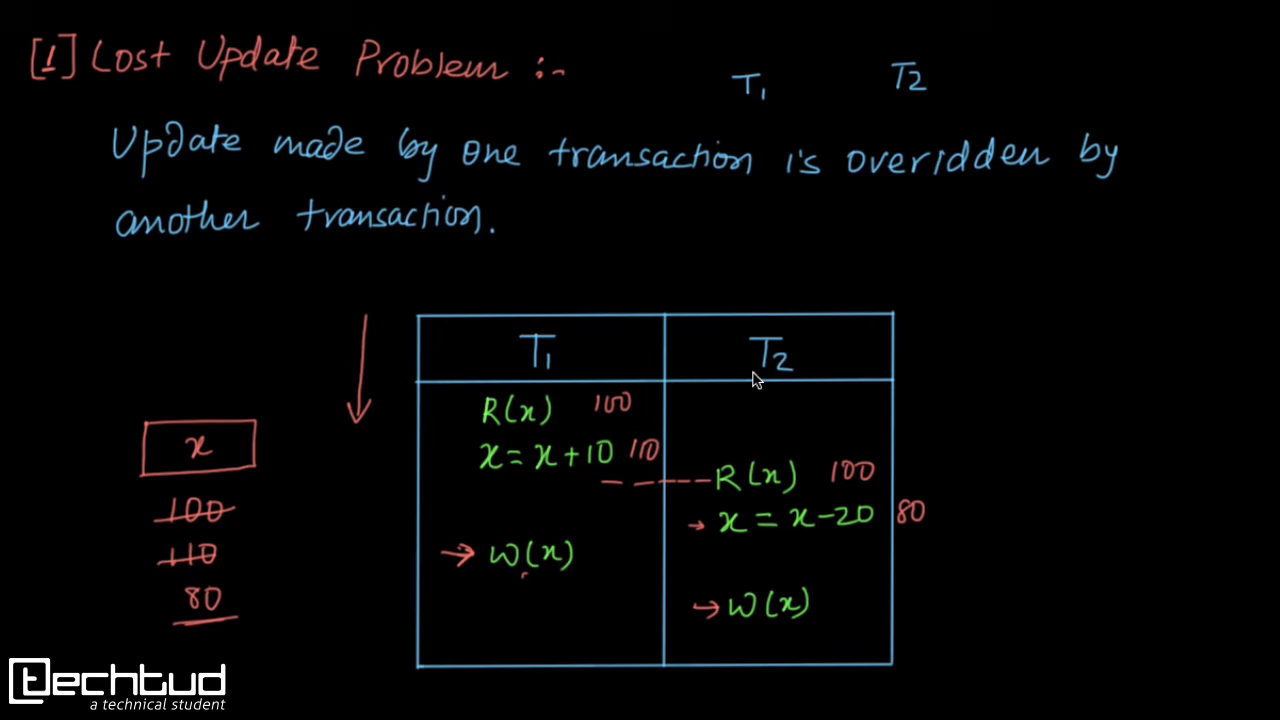 [1] Lost Update Problem :-
T1 T2
Update made by one transaction is overidden by
another transaction.
T1 T2
R(x) 100
x = x+10 110
R(x) 100
x = x-20 80
W(x)
W(x)
x
100
110
80
techtud
a technical student